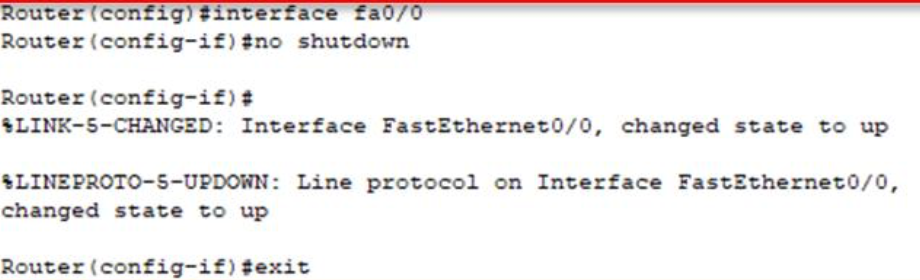 Router(config)#interface fa0/0
Router(config-if)#no shutdown
Router(config-if)#
%LINK-5-CHANGED: Interface FastEthernet0/0, changed state to up
%LINEPROTO-5-UPDOWN: Line protocol on Interface FastEthernet0/0,
changed state to up
Router(config-if)#exit